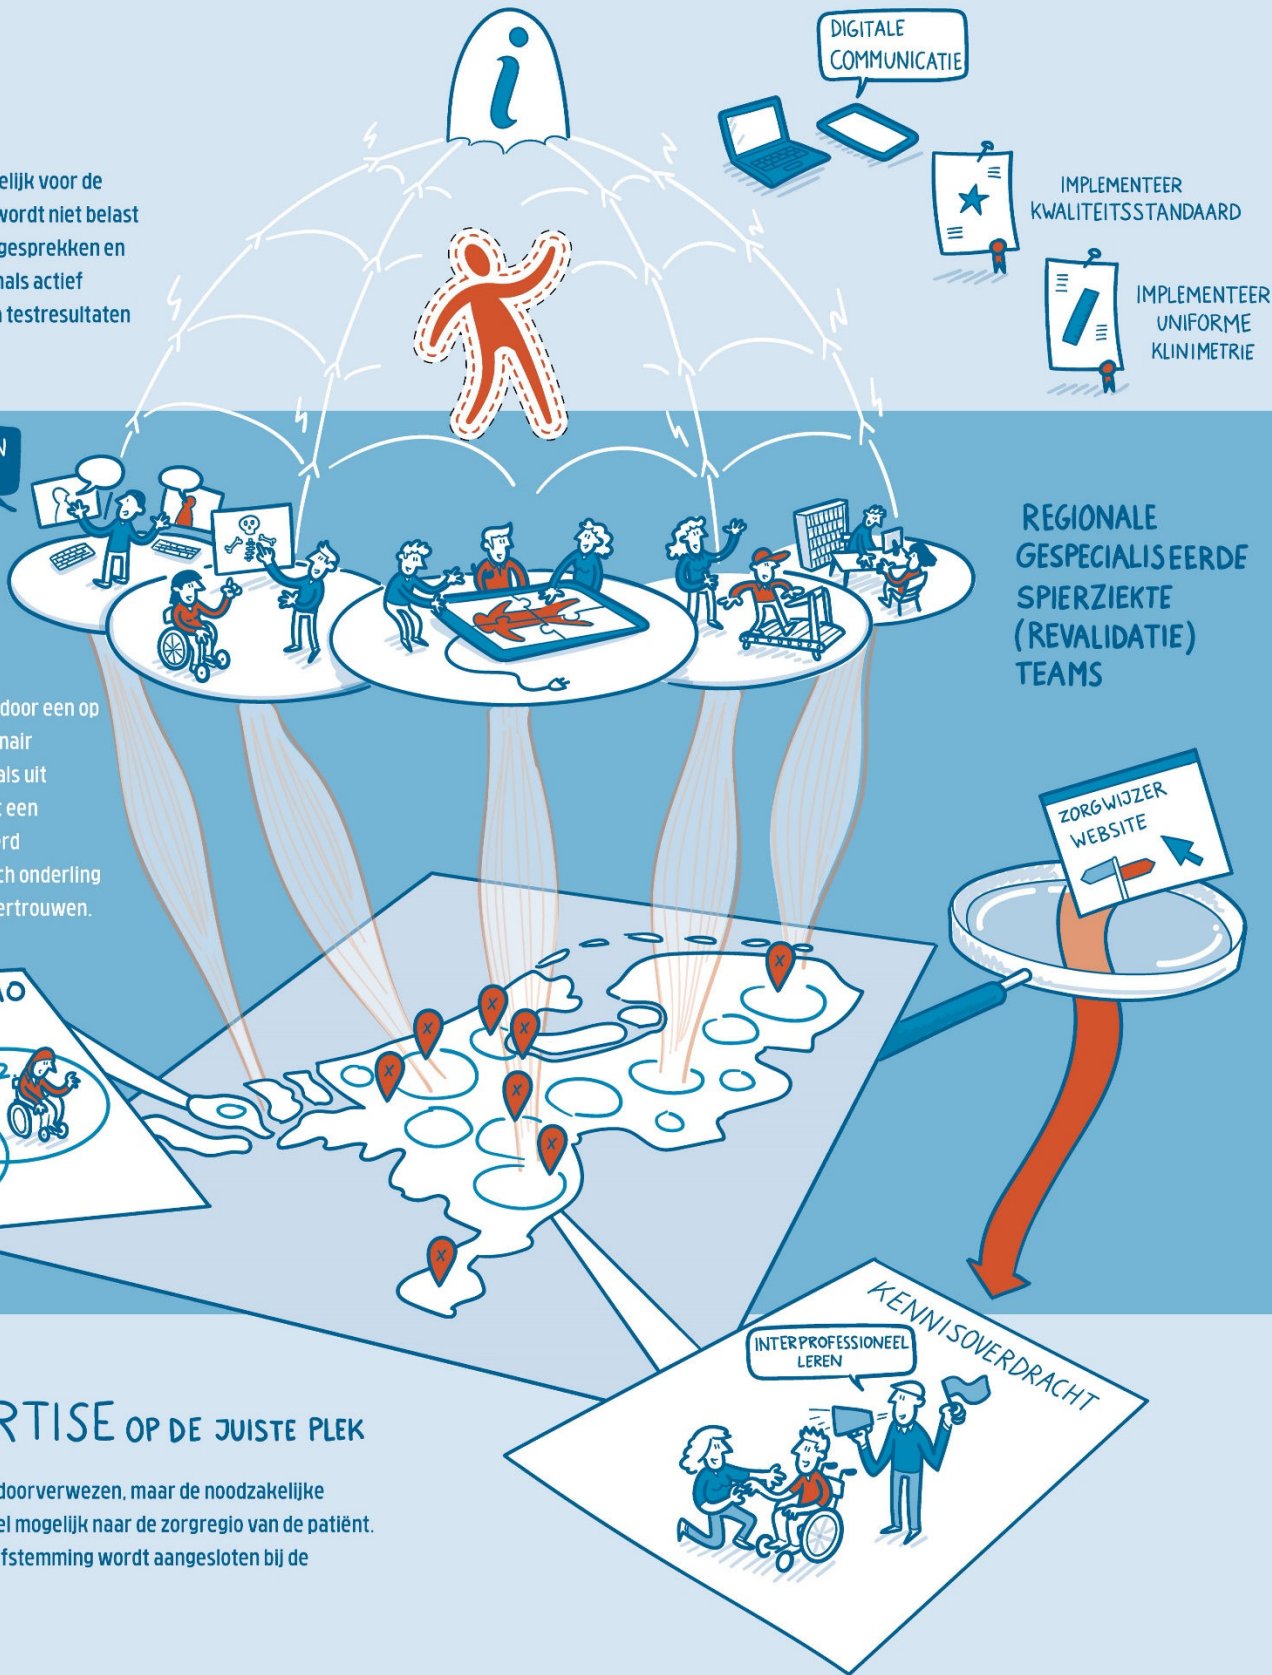 i
DIGITALE
COMMUNICATIE
IMPLEMENTEER
KWALITEITSSTANDAARD
IMPLEMENTEER
UNIFORME
KLINIMETRIE
elijk voor de
wordt niet belast
gesprekken en
nals actief
n testresultaten
N
REGIONALE
GESPECIALISEERDE
SPIERZIEKTE
(REVALIDATIE)
TEAMS
door een op
nair
als uit
t een
erd
ch onderling
ertrouwen.
ZORGWIJZER
WEBSITE
2.
X
X
X
X
X
X
X
X
KENNISOVERDRACHT
INTERPROFESSIONEEL
LEREN
RTISE OP DE JUISTE PLEK
doorverwezen, maar de noodzakelijke
el mogelijk naar de zorgregio van de patiënt.
fstemming wordt aangesloten bij de